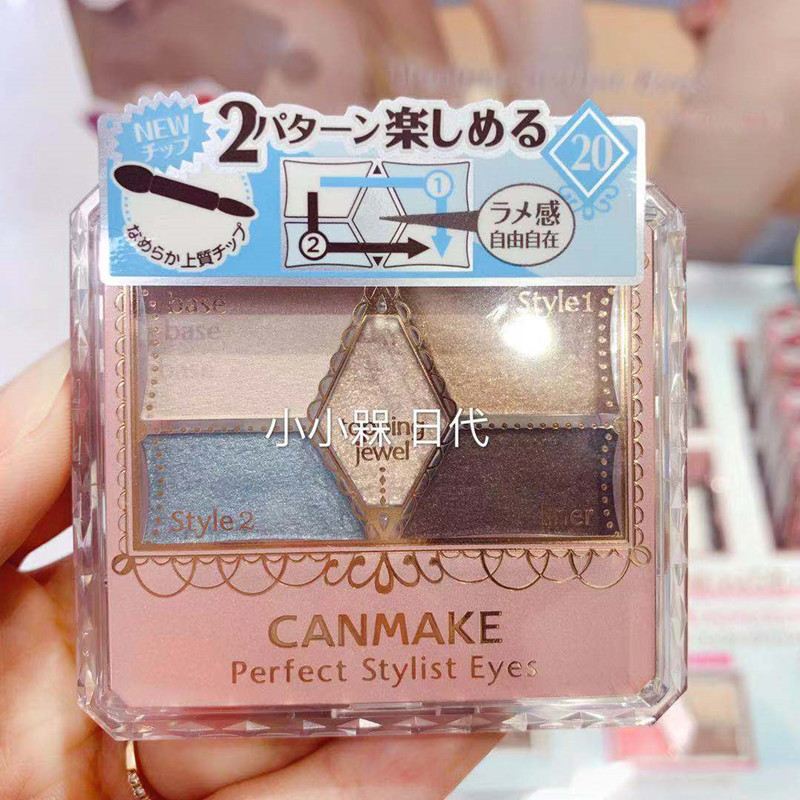 NEW
チップ
なめらか上質チップ
2パターン楽しめる
20
①
②
ラメ感
自由自在
base
base
base
Style1
topping
jewel
小小槑 日代
Style2
liner
CANMAKE
Perfect Stylist Eyes